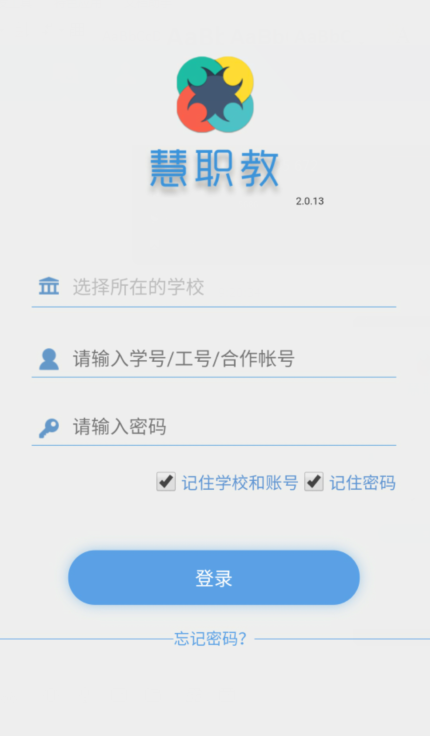 慧职教
2.0.13
选择所在的学校
请输入学号/工号/合作帐号
请输入密码
记住学校和账号 记住密码
登录
忘记密码?